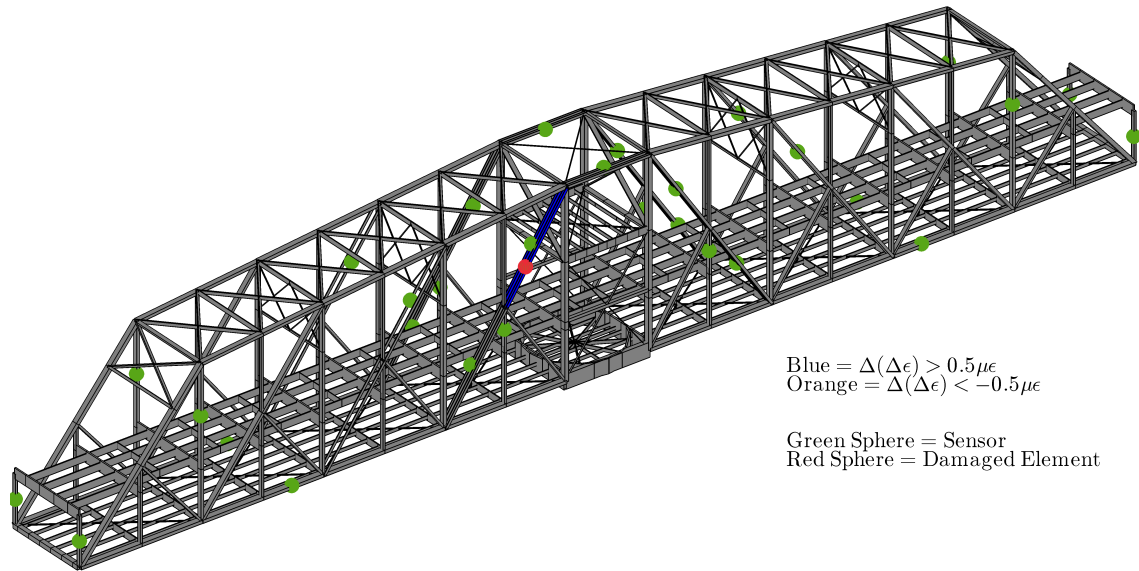 Blue = Δ(Δϵ) > 0.5μϵ
Orange = Δ(Δϵ) < −0.5μϵ
Green Sphere = Sensor
Red Sphere = Damaged Element